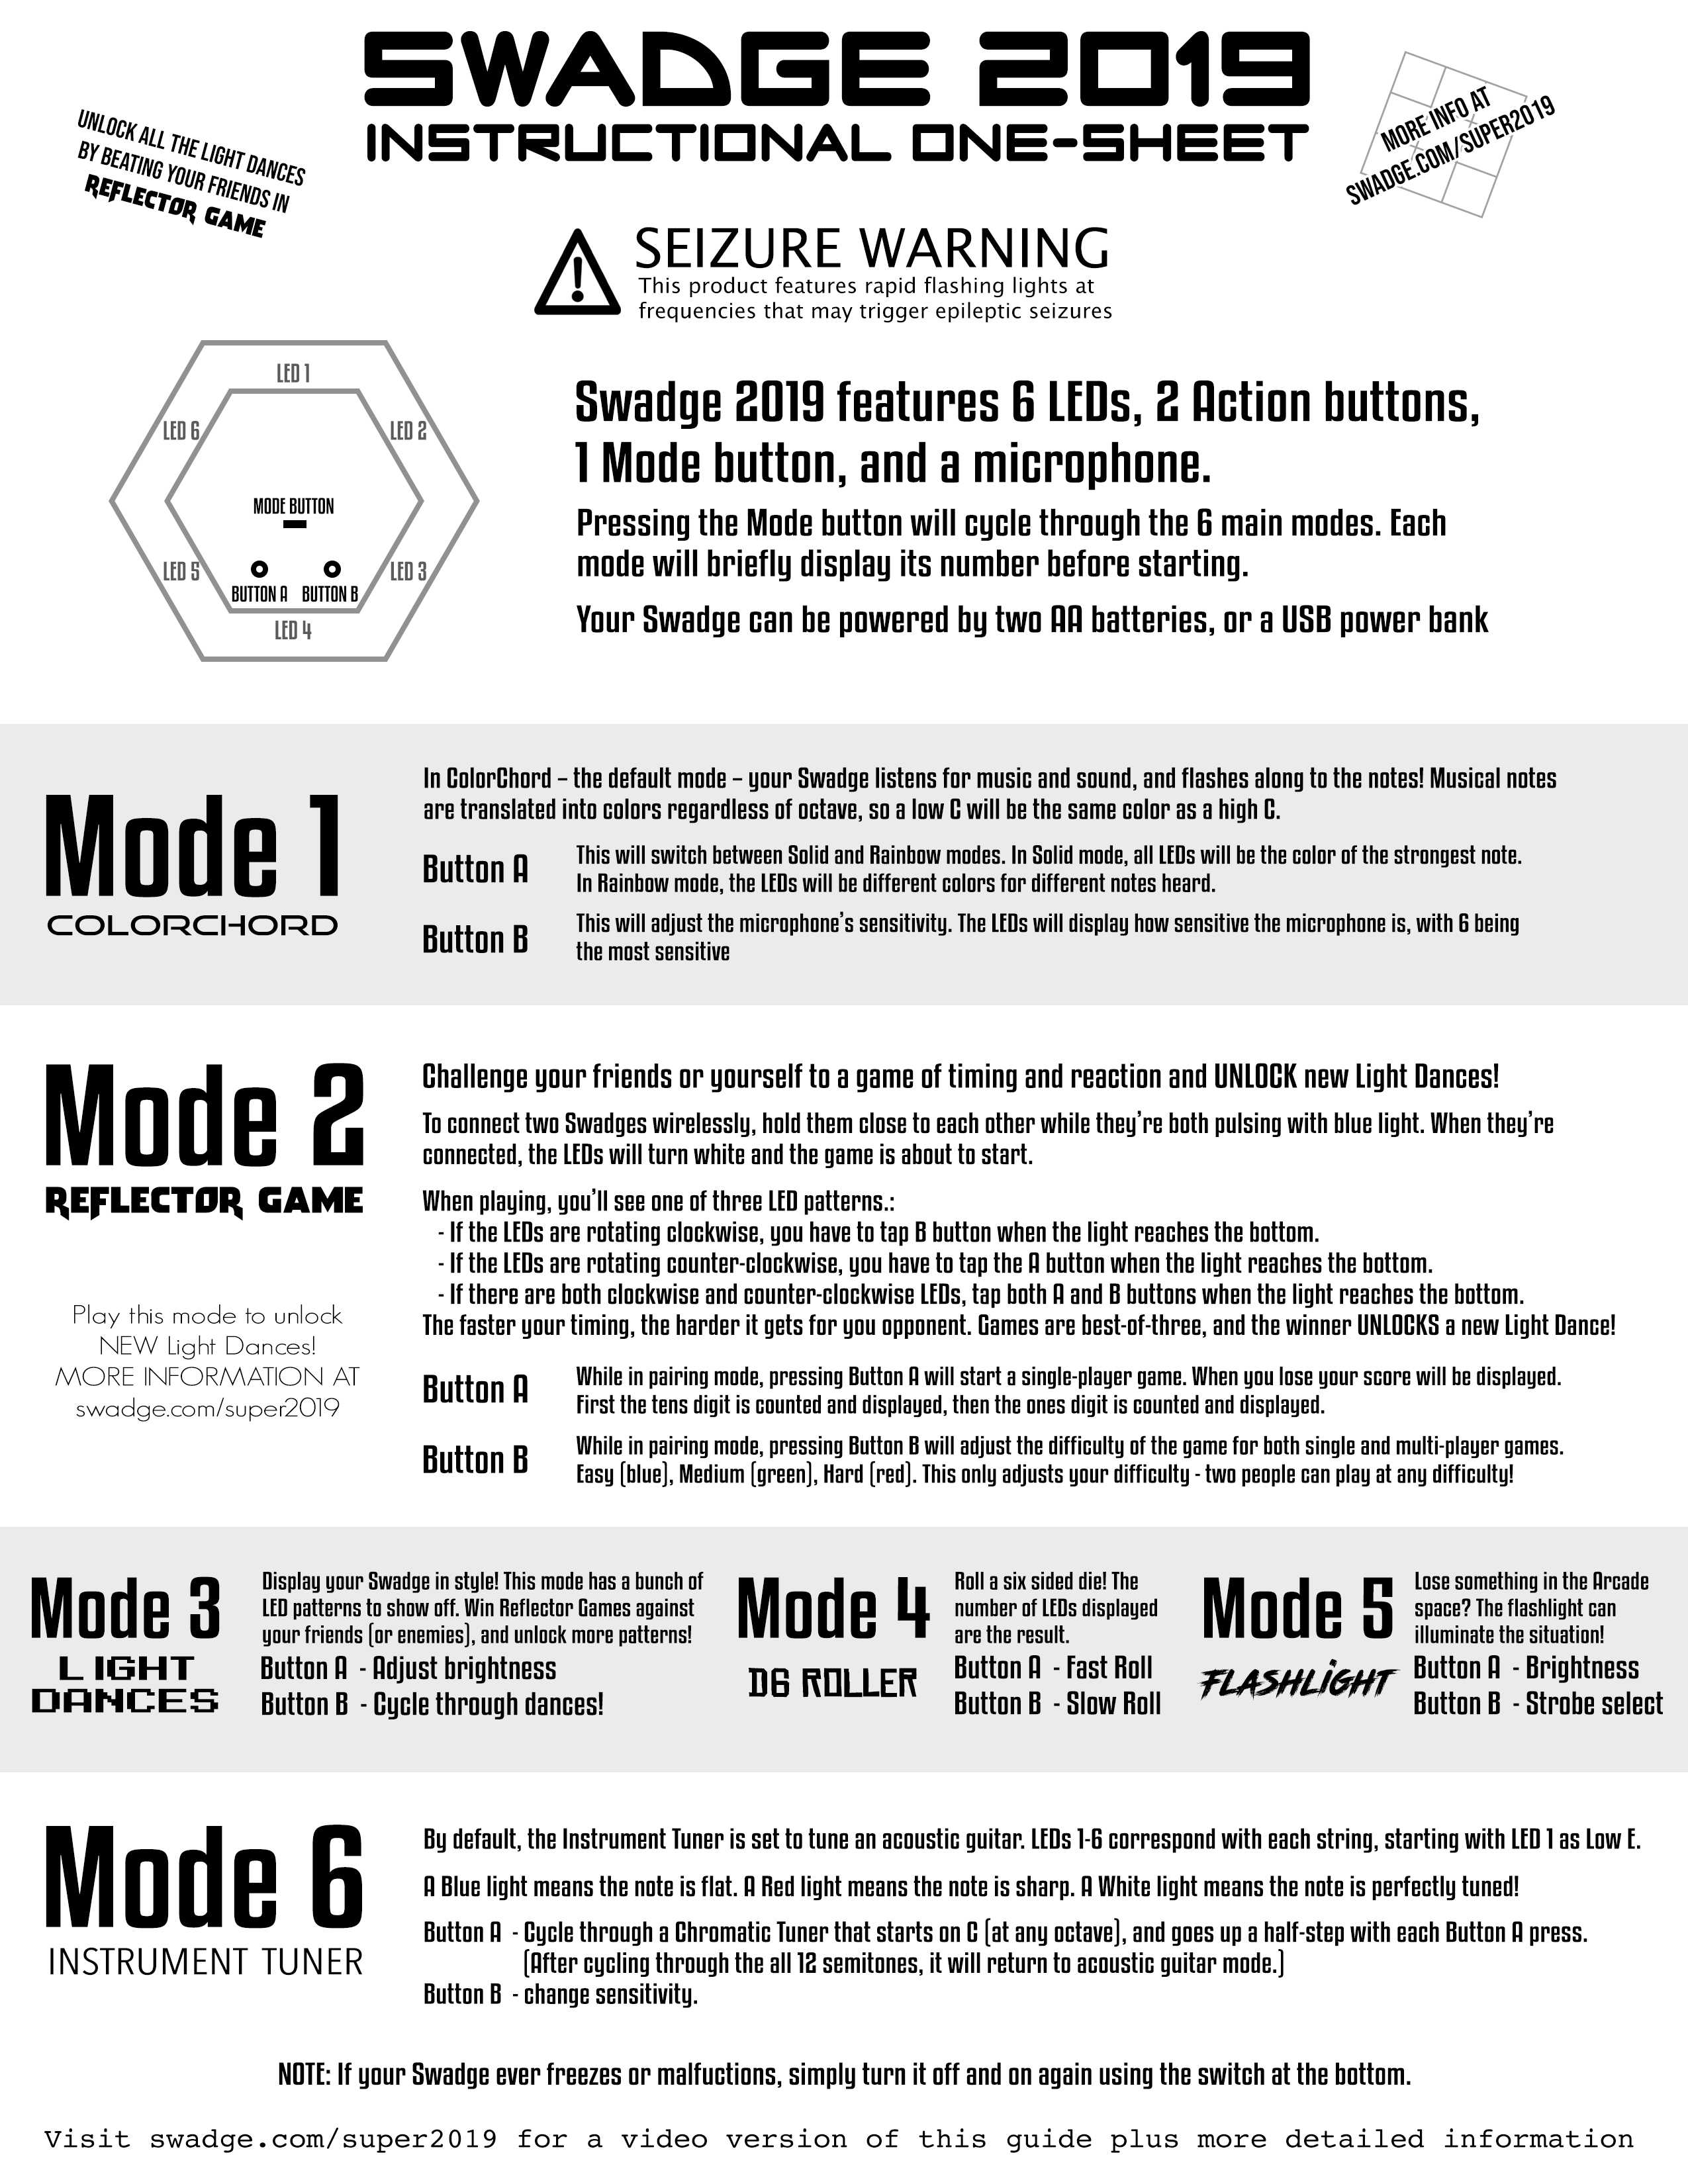 SWADGE 2019
INSTRUCTIONAL ONE-SHEET
UNLOCK ALL THE LIGHT DANCES
BY BEATING YOUR FRIENDS IN
REFLECTOR GAME
MORE INFO AT
SWADGE.COM/SUPER2019
SEIZURE WARNING
This product features rapid flashing lights at
frequencies that may trigger epileptic seizures
LED 1
LED 6
LED 2
MODE BUTTON
LED 5
LED 3
BUTTON A BUTTON B
LED 4
Swadge 2019 features 6 LEDs, 2 Action buttons,
1 Mode button, and a microphone.
Pressing the Mode button will cycle through the 6 main modes. Each
mode will briefly display its number before starting.
Your Swadge can be powered by two AA batteries, or a USB power bank
Mode 1
COLORCHORD
In ColorChord – the default mode – your Swadge listens for music and sound, and flashes along to the notes! Musical notes
are translated into colors regardless of octave, so a low C will be the same color as a high C.
Button A
This will switch between Solid and Rainbow modes. In Solid mode, all LEDs will be the color of the strongest note.
In Rainbow mode, the LEDs will be different colors for different notes heard.
Button B
This will adjust the microphone's sensitivity. The LEDs will display how sensitive the microphone is, with 6 being
the most sensitive
Mode 2
REFLECTOR GAME
Play this mode to unlock
NEW Light Dances!
MORE INFORMATION AT
swadge.com/super2019
Challenge your friends or yourself to a game of timing and reaction and UNLOCK new Light Dances!
To connect two Swadges wirelessly, hold them close to each other while they're both pulsing with blue light. When they're
connected, the LEDs will turn white and the game is about to start.
When playing, you'll see one of three LED patterns.:
- If the LEDs are rotating clockwise, you have to tap B button when the light reaches the bottom.
- If the LEDs are rotating counter-clockwise, you have to tap the A button when the light reaches the bottom.
- If there are both clockwise and counter-clockwise LEDs, tap both A and B buttons when the light reaches the bottom.
The faster your timing, the harder it gets for you opponent. Games are best-of-three, and the winner UNLOCKS a new Light Dance!
Button A
While in pairing mode, pressing Button A will start a single-player game. When you lose your score will be displayed.
First the tens digit is counted and displayed, then the ones digit is counted and displayed.
Button B
While in pairing mode, pressing Button B will adjust the difficulty of the game for both single and multi-player games.
Easy (blue), Medium (green), Hard (red). This only adjusts your difficulty - two people can play at any difficulty!
Mode 3
LIGHT
DANCES
Display your Swadge in style! This mode has a bunch of
LED patterns to show off. Win Reflector Games against
your friends (or enemies), and unlock more patterns!
Button A - Adjust brightness
Button B - Cycle through dances!
Mode 4
D6 ROLLER
Roll a six sided die! The
number of LEDs displayed
are the result.
Button A - Fast Roll
Button B - Slow Roll
Mode 5
FLASHLIGHT
Lose something in the Arcade
space? The flashlight can
illuminate the situation!
Button A - Brightness
Button B - Strobe select
Mode 6
INSTRUMENT TUNER
By default, the Instrument Tuner is set to tune an acoustic guitar. LEDs 1-6 correspond with each string, starting with LED 1 as Low E.
A Blue light means the note is flat. A Red light means the note is sharp. A White light means the note is perfectly tuned!
Button A - Cycle through a Chromatic Tuner that starts on C (at any octave), and goes up a half-step with each Button A press.
(After cycling through the all 12 semitones, it will return to acoustic guitar mode.)
Button B - change sensitivity.
NOTE: If your Swadge ever freezes or malfuctions, simply turn it off and on again using the switch at the bottom.
Visit swadge.com/super2019 for a video version of this guide plus more detailed information